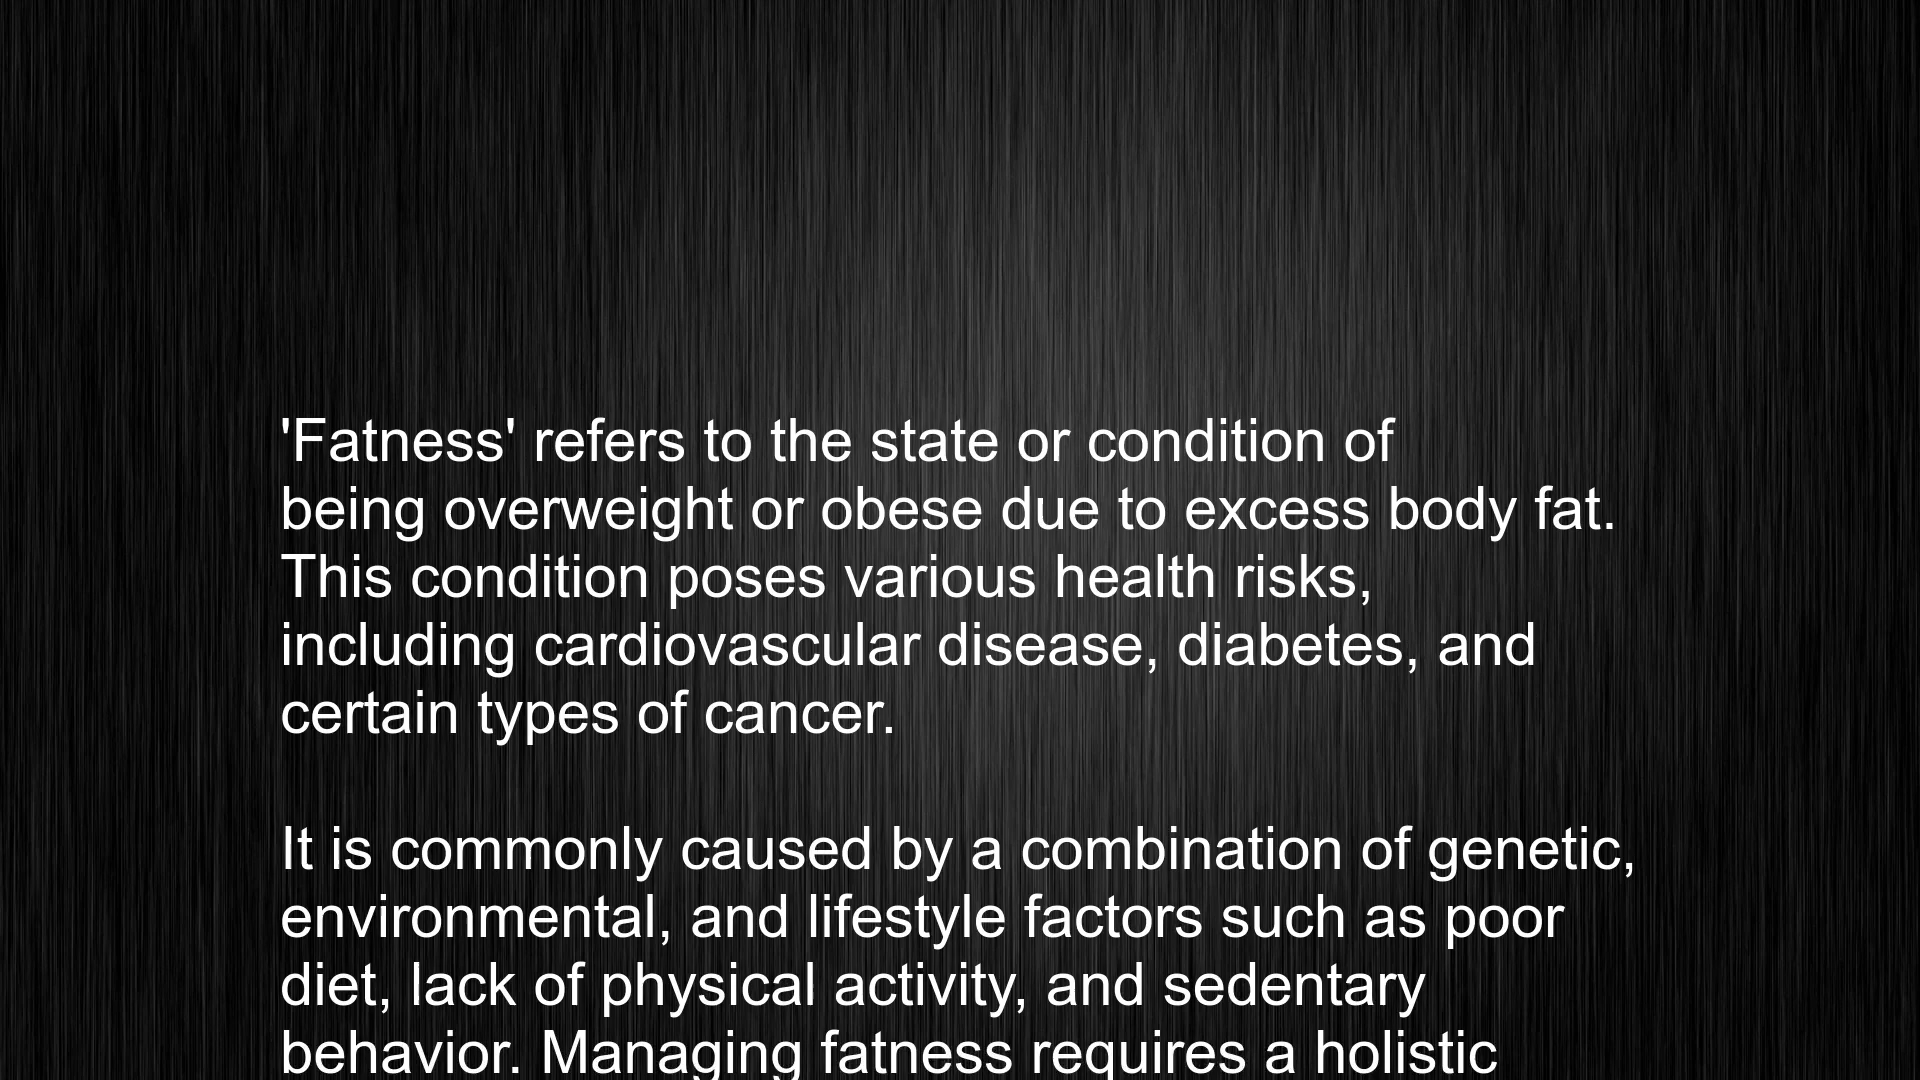 'Fatness' refers to the state or condition of
being overweight or obese due to excess body fat.
This condition poses various health risks,
including cardiovascular disease, diabetes, and
certain types of cancer.
It is commonly caused by a combination of genetic,
environmental, and lifestyle factors such as poor
diet, lack of physical activity, and sedentary
behavior. Managing fatness requires a holistic